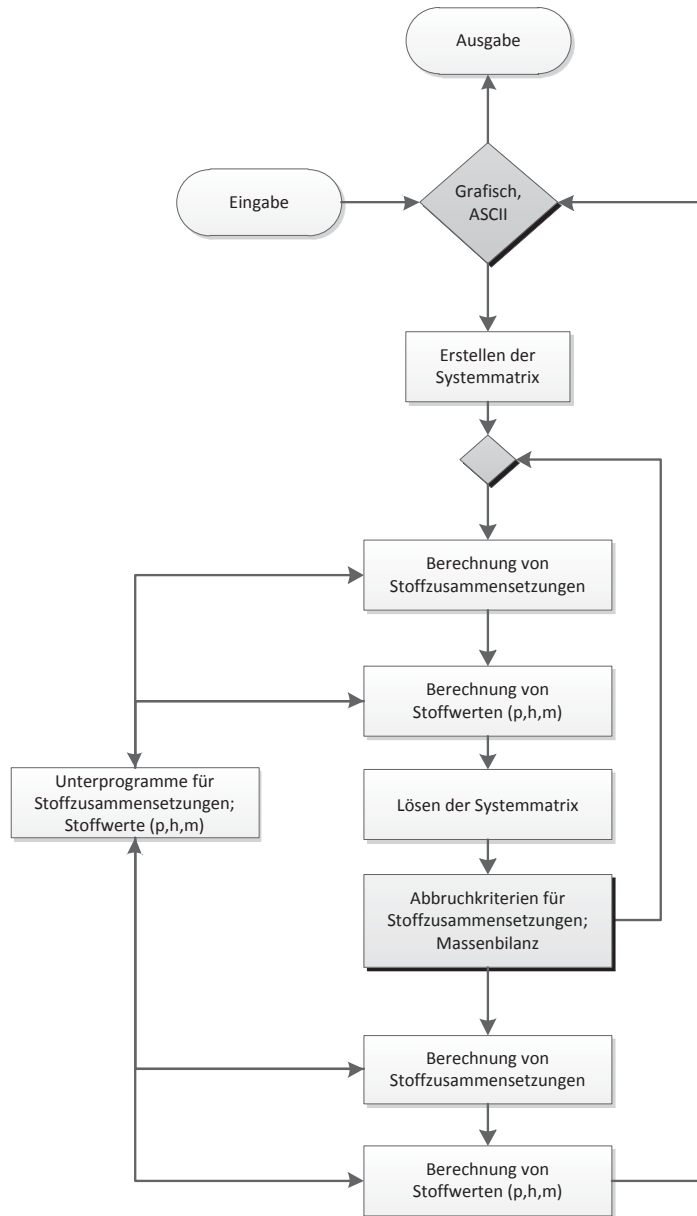 Ausgabe
Eingabe
Grafisch,
ASCII
Erstellen der
Systemmatrix
Berechnung von
Stoffzusammensetzungen
Berechnung von
Stoffwerten (p,h,m)
Unterprogramme für
Stoffzusammensetzungen;
Stoffwerte (p,h,m)
Lösen der Systemmatrix
Abbruchkriterien für
Stoffzusammensetzungen;
Massenbilanz
Berechnung von
Stoffzusammensetzungen
Berechnung von
Stoffwerten (p,h,m)